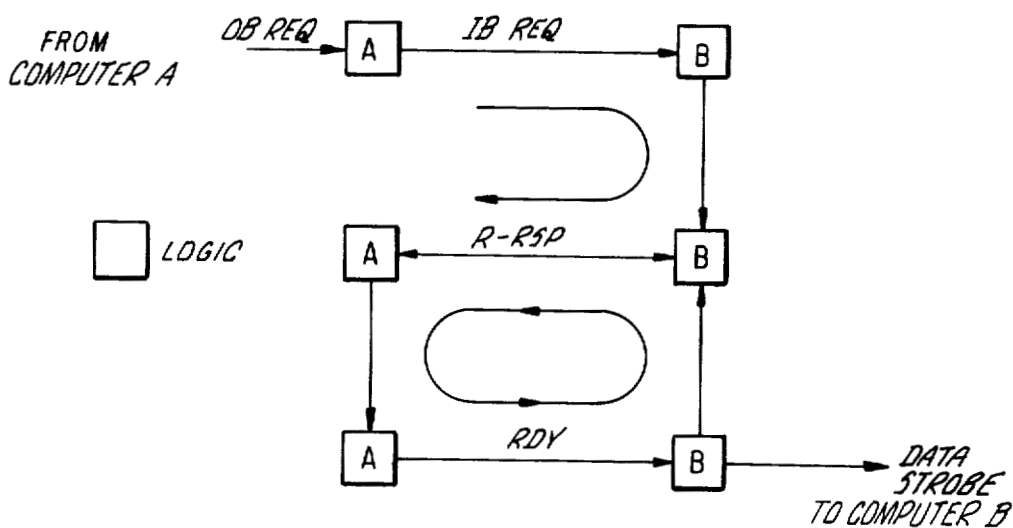 FROM
COMPUTER A
OB REQ
A
IB REQ
B
LOGIC
A
R-RSP
B
A
RDY
B
DATA
STROBE
TO COMPUTER B